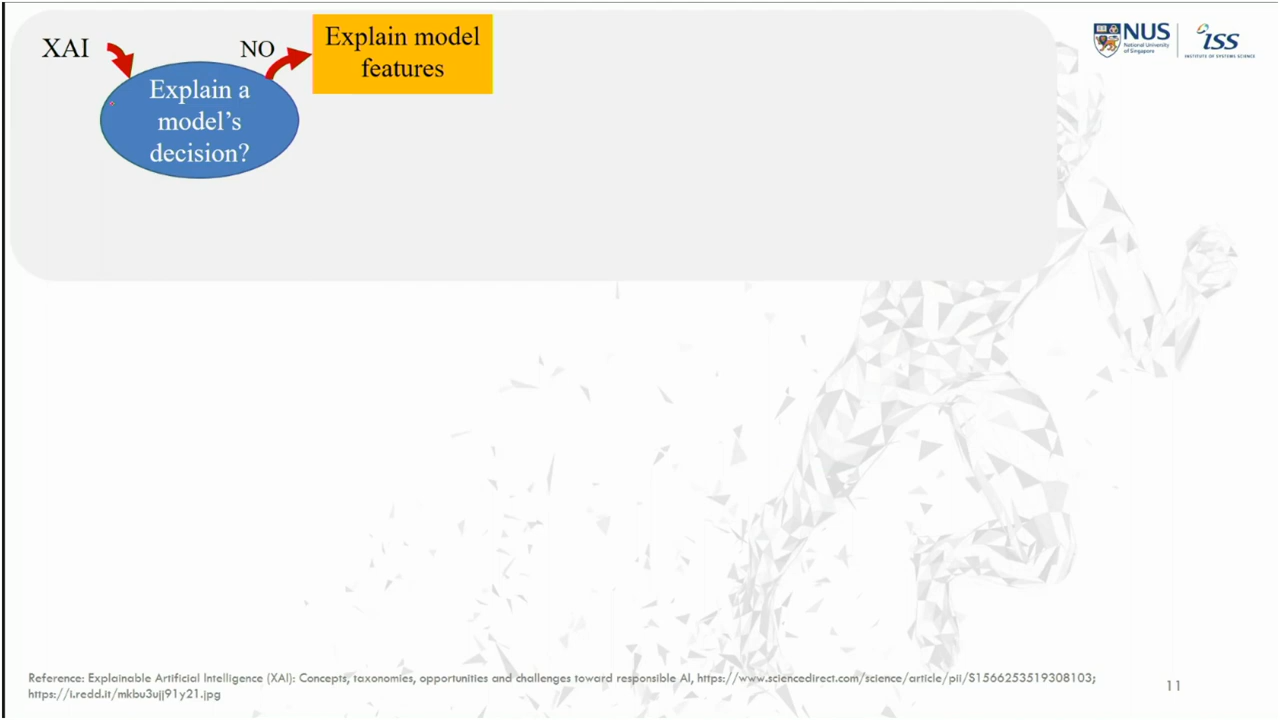 XAI
NO
Explain model
features
Explain a
model's
decision?
NUS
National University
of Singapore
iSS
INSTITUTE OF SYSTEMS SCIENCE
Reference: Explainable Artificial Intelligence (XAI): Concepts, taxonomies, opportunities and challenges toward responsible AI, https://www.sciencedirect.com/science/article/pii/S1566253519308103;
https://i.redd.it/mkbu3ujj91y21.jpg
11